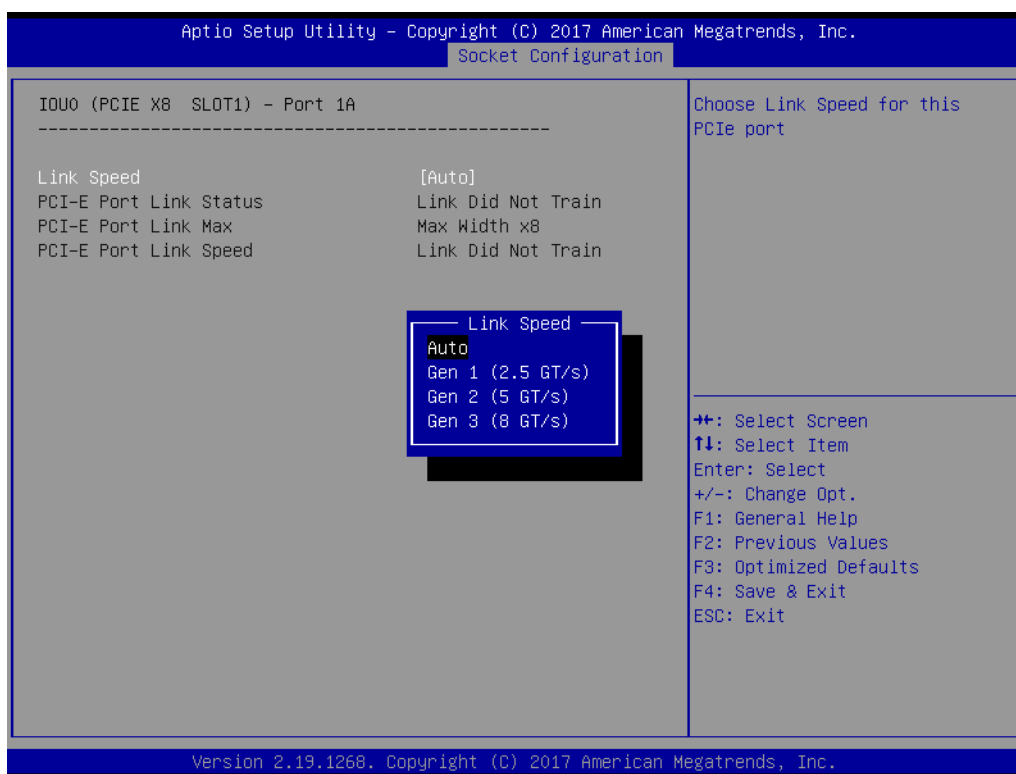 Aptio Setup Utility – Copyright (C) 2017 American Megatrends, Inc.
Socket Configuration
IOU0 (PCIE X8 SLOT1) – Port 1A
--------------------------------------------------
Link Speed [Auto]
PCI-E Port Link Status Link Did Not Train
PCI-E Port Link Max Max Width x8
PCI-E Port Link Speed Link Did Not Train
Link Speed
Auto
Gen 1 (2.5 GT/s)
Gen 2 (5 GT/s)
Gen 3 (8 GT/s)
Choose Link Speed for this
PCIe port
→←: Select Screen
↑↓: Select Item
Enter: Select
+/-: Change Opt.
F1: General Help
F2: Previous Values
F3: Optimized Defaults
F4: Save & Exit
ESC: Exit
Version 2.19.1268. Copyright (C) 2017 American Megatrends, Inc.